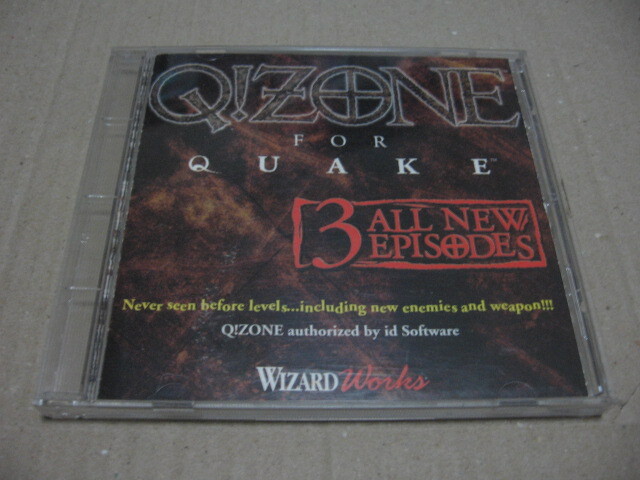 Q!ZONE™
FOR
QUAKE™
3 ALL NEW
EPISODES
Never seen before levels...including new enemies and weapon!!!
Q!ZONE authorized by id Software
WIZARD Works